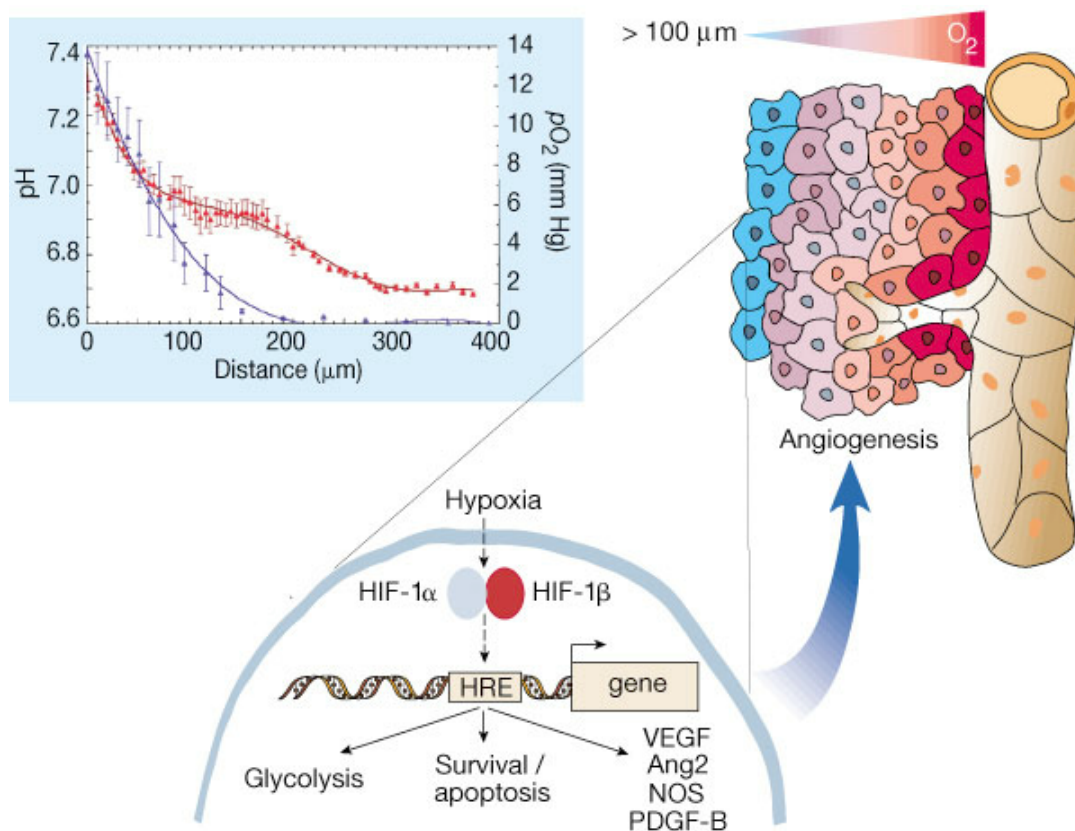 7.4
7.2
7.0
6.8
6.6
pH
14
12
10
8
6
4
2
0
pO2 (mm Hg)
0
100
200
300
400
Distance (μm)
> 100 μm
O2
Angiogenesis
Hypoxia
HIF-1α
HIF-1β
HRE
gene
Glycolysis
Survival /
apoptosis
VEGF
Ang2
NOS
PDGF-B